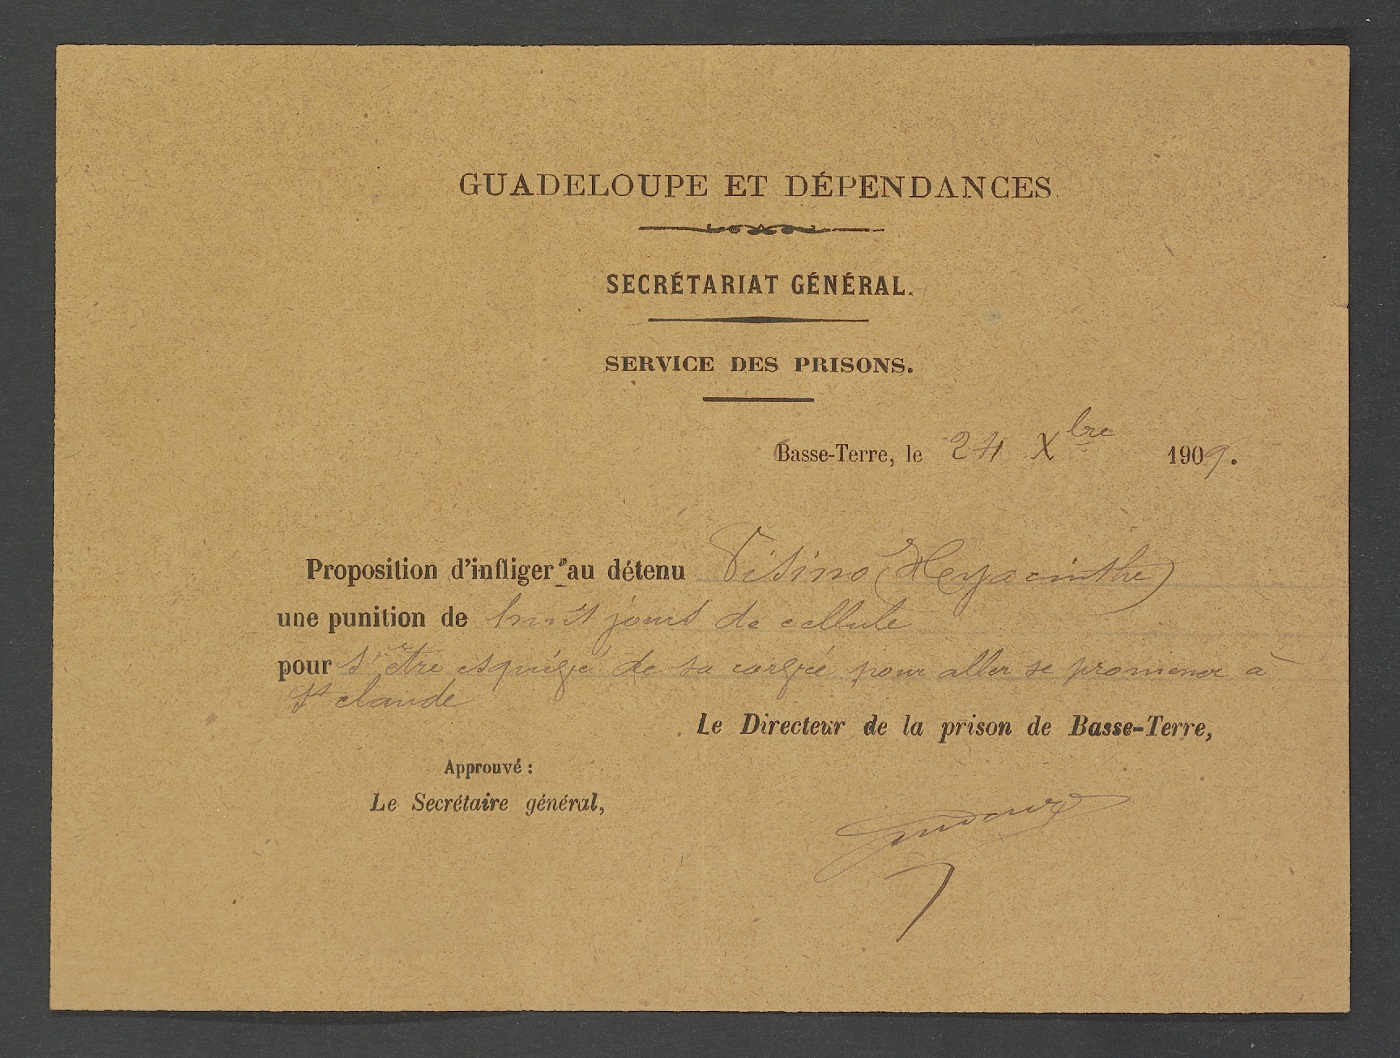 GUADELOUPE ET DÉPENDANCES
SECRÉTARIAT GÉNÉRAL.
SERVICE DES PRISONS.
Basse-Terre, le 24 Xbre 1909.
Proposition d'infliger au détenu Visino (Hyacinthe)
une punition de huit jours de cellule
pour s'être esquivé de sa corvée pour aller se promener à
St claude
Le Directeur de la prison de Basse-Terre,
Approuvé :
Le Secrétaire général,